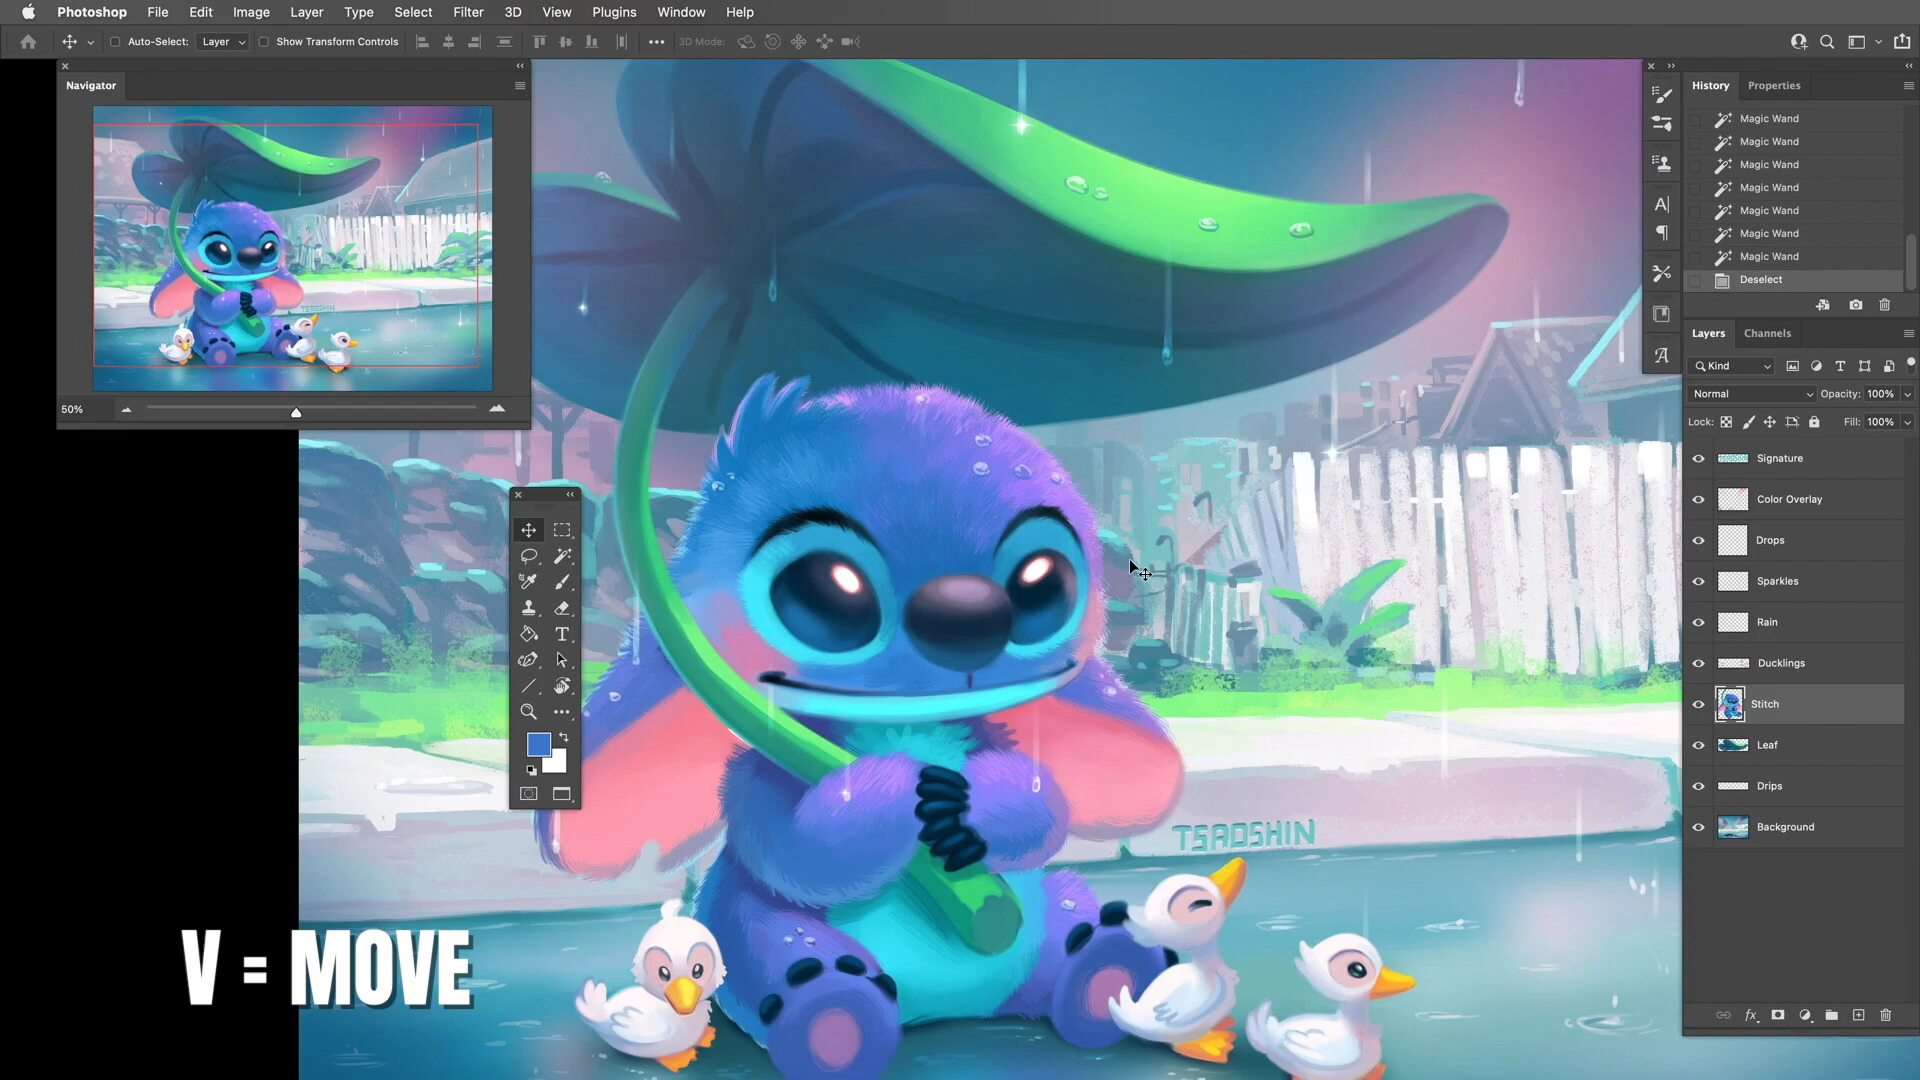 Photoshop File Edit Image Layer Type Select Filter 3D View Plugins Window Help
Auto-Select: Layer Show Transform Controls 3D Mode:
Navigator
50%
History Properties
Magic Wand
Magic Wand
Magic Wand
Magic Wand
Magic Wand
Magic Wand
Magic Wand
Deselect
Layers Channels
Kind
Normal Opacity: 100%
Lock: Fill: 100%
Signature
Color Overlay
Drops
Sparkles
Rain
Ducklings
Stitch
Leaf
Drips
Background
TSAOSHIN
V = MOVE